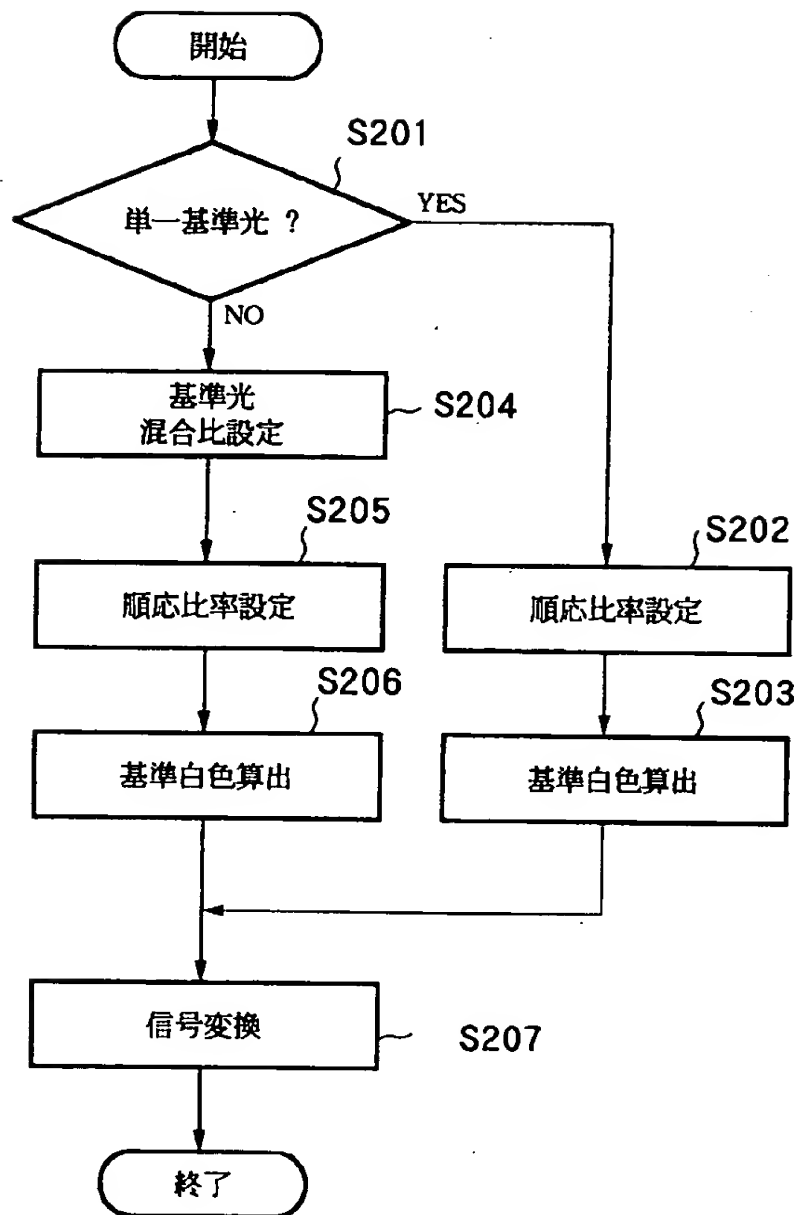 開始
S201
単一基準光 ?
YES
NO
基準光
混合比設定
S204
S205
順応比率設定
S202
順応比率設定
S206
基準白色算出
S203
基準白色算出
信号変換
S207
終了